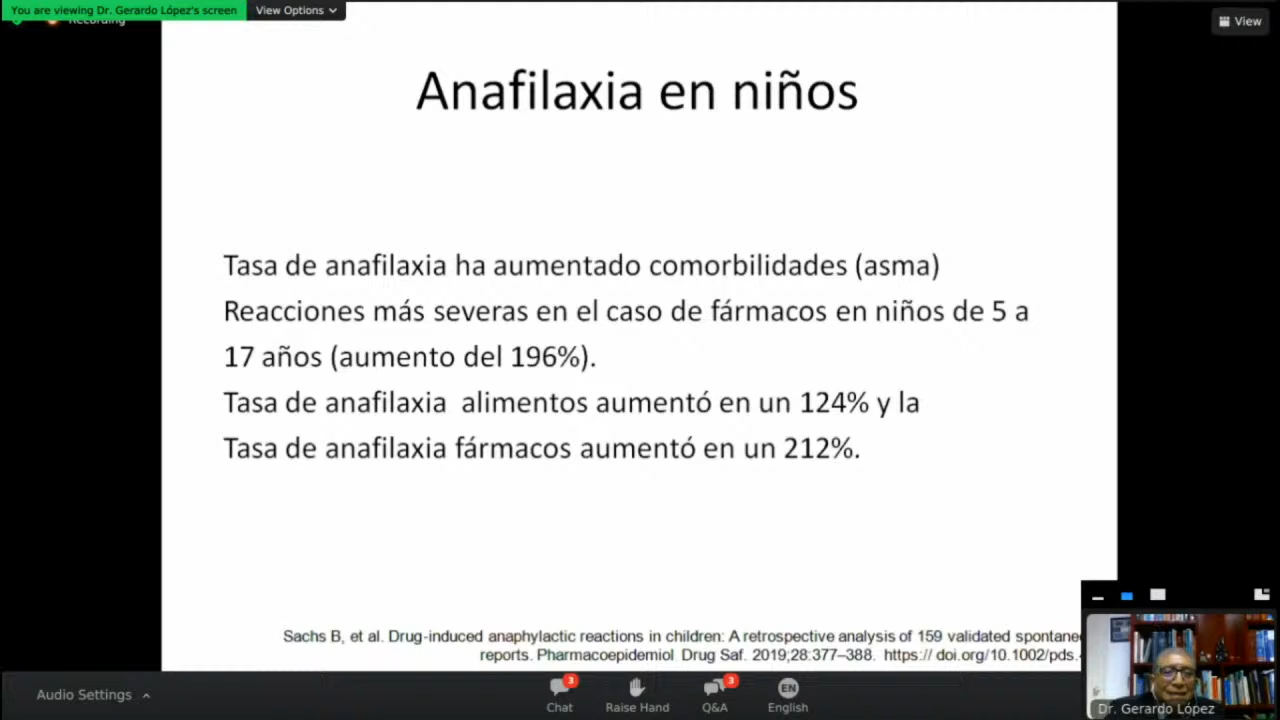 You are viewing Dr. Gerardo López's screen
View Options
Recording
View
Anafilaxia en niños
Tasa de anafilaxia ha aumentado comorbilidades (asma)
Reacciones más severas en el caso de fármacos en niños de 5 a
17 años (aumento del 196%).
Tasa de anafilaxia  alimentos aumentó en un 124% y la
Tasa de anafilaxia fármacos aumentó en un 212%.
Sachs B, et al. Drug-induced anaphylactic reactions in children: A retrospective analysis of 159 validated spontane
reports. Pharmacoepidemiol Drug Saf. 2019;28:377–388. https:// doi.org/10.1002/pds.
Dr. Gerardo López
Audio Settings
3
3
EN
Chat
Raise Hand
Q&A
English